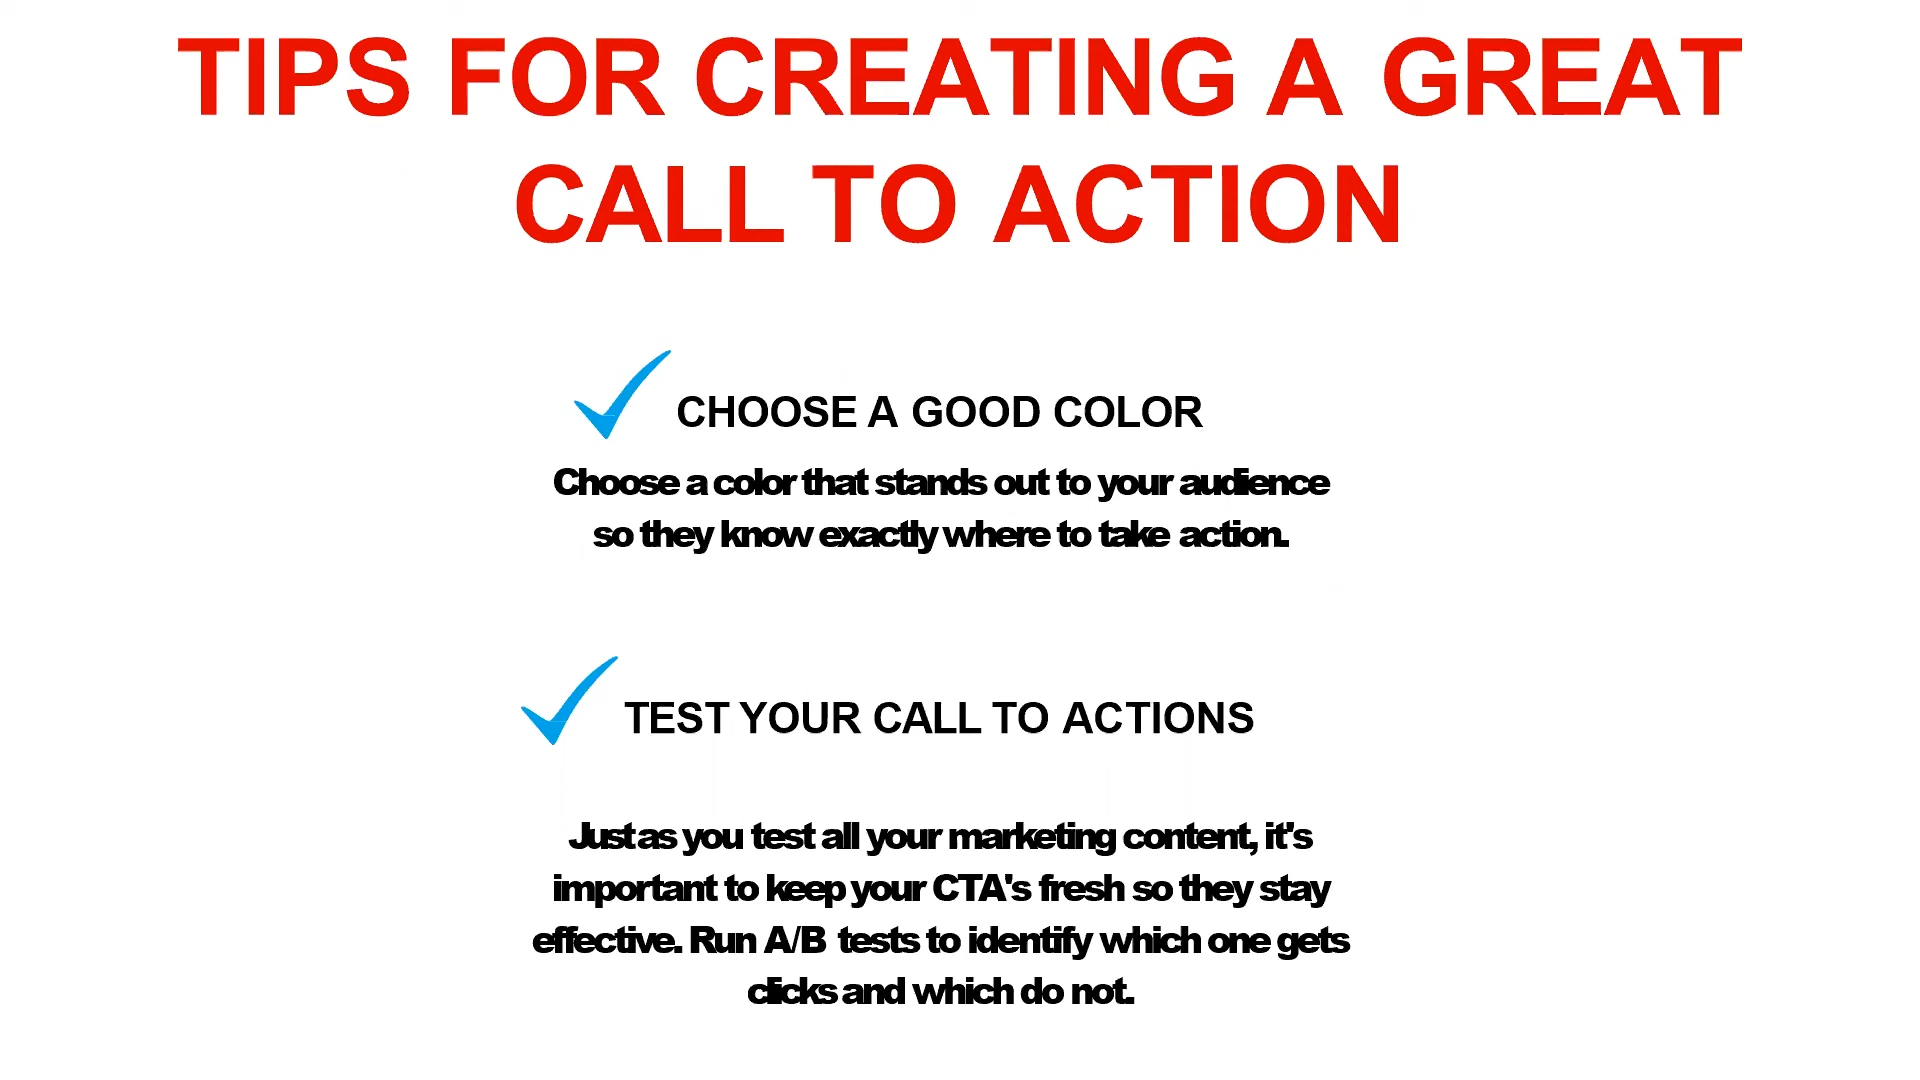 TIPS FOR CREATING A GREAT
CALL TO ACTION
CHOOSE A GOOD COLOR
Choose a color that stands out to your audience
so they know exactly where to take action.
TEST YOUR CALL TO ACTIONS
Just as you test all your marketing content, it's
important to keep your CTA's fresh so they stay
effective. Run A/B tests to identify which one gets
clicks and which do not.